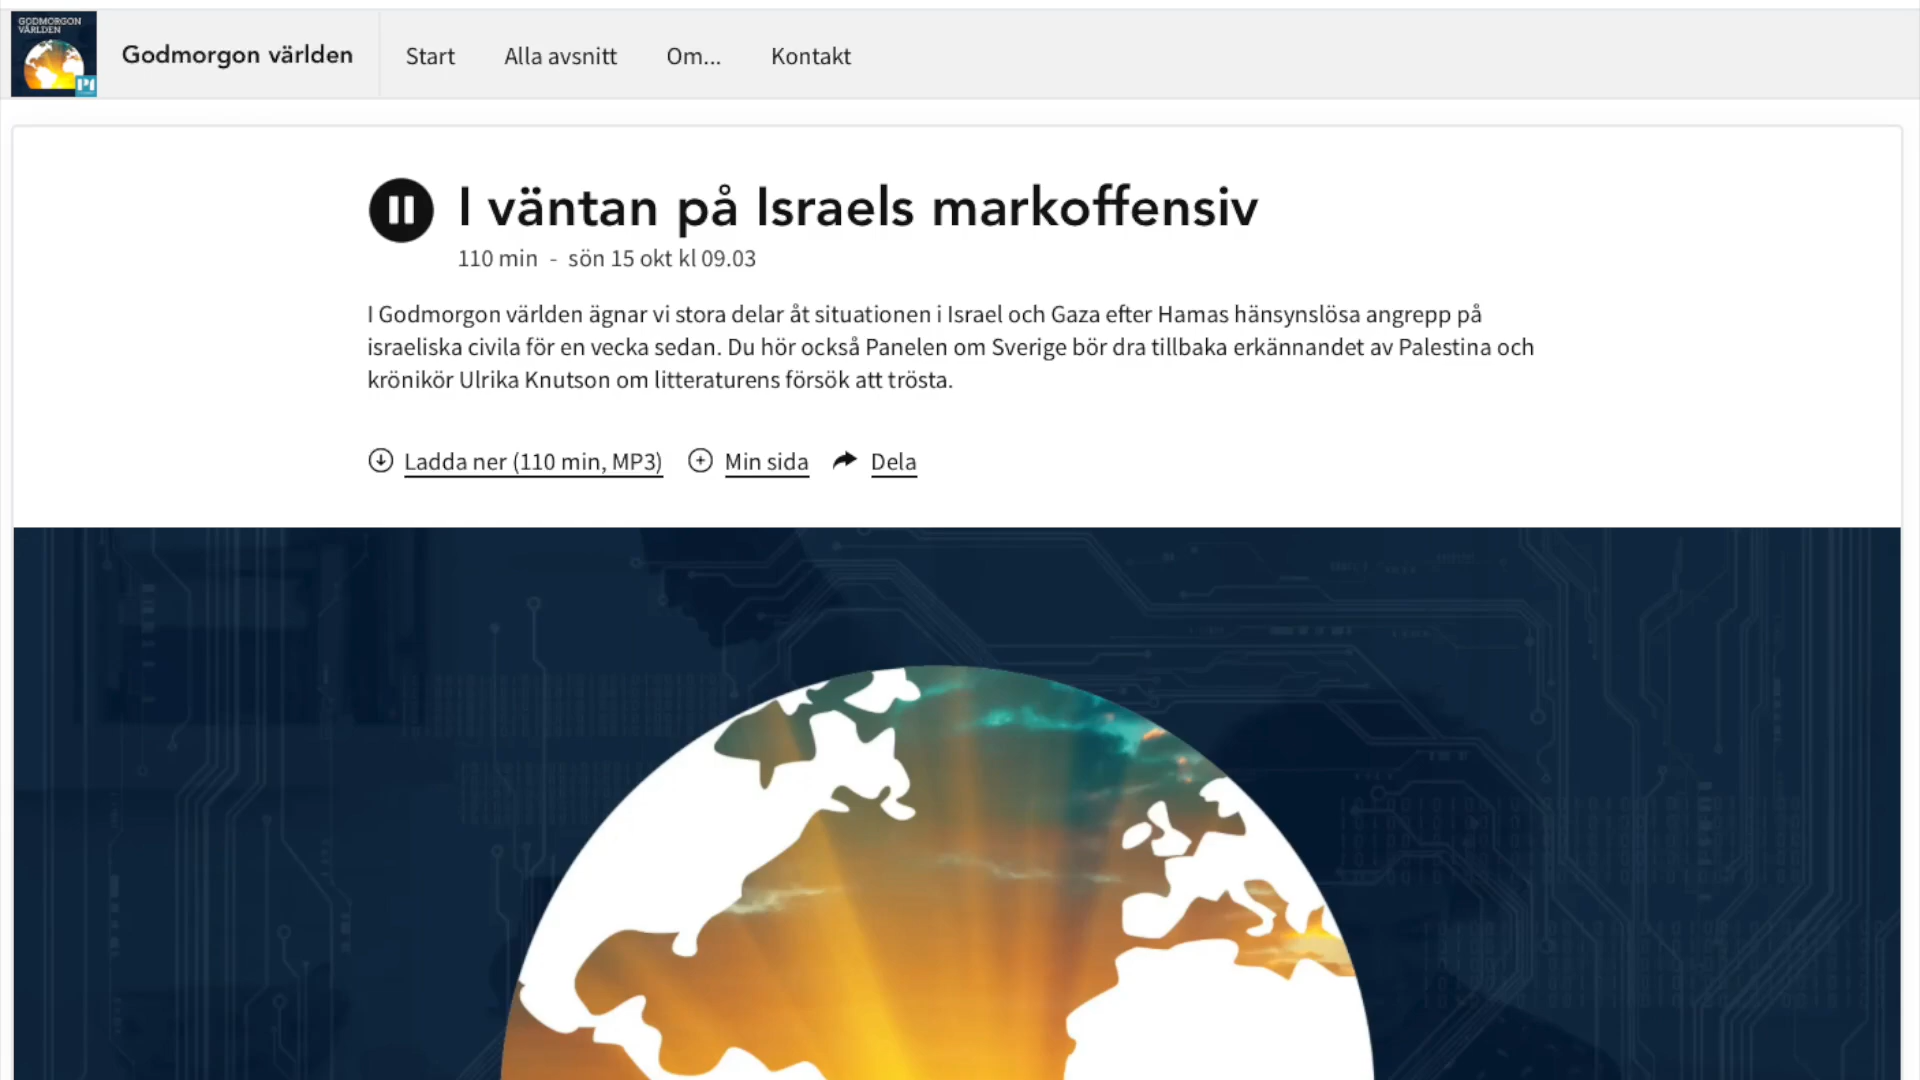 GODMORGON
VÄRLDEN
P1
Godmorgon världen
Start
Alla avsnitt
Om...
Kontakt
I väntan på Israels markoffensiv
110 min - sön 15 okt kl 09.03
I Godmorgon världen ägnar vi stora delar åt situationen i Israel och Gaza efter Hamas hänsynslösa angrepp på
israeliska civila för en vecka sedan. Du hör också Panelen om Sverige bör dra tillbaka erkännandet av Palestina och
krönikör Ulrika Knutson om litteraturens försök att trösta.
Ladda ner (110 min, MP3)
Min sida
Dela